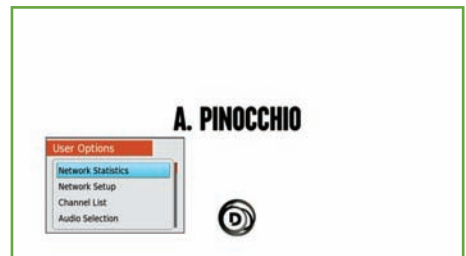 A. PINOCCHIO
User Options
Network Statistics
Network Setup
Channel List
Audio Selection
D